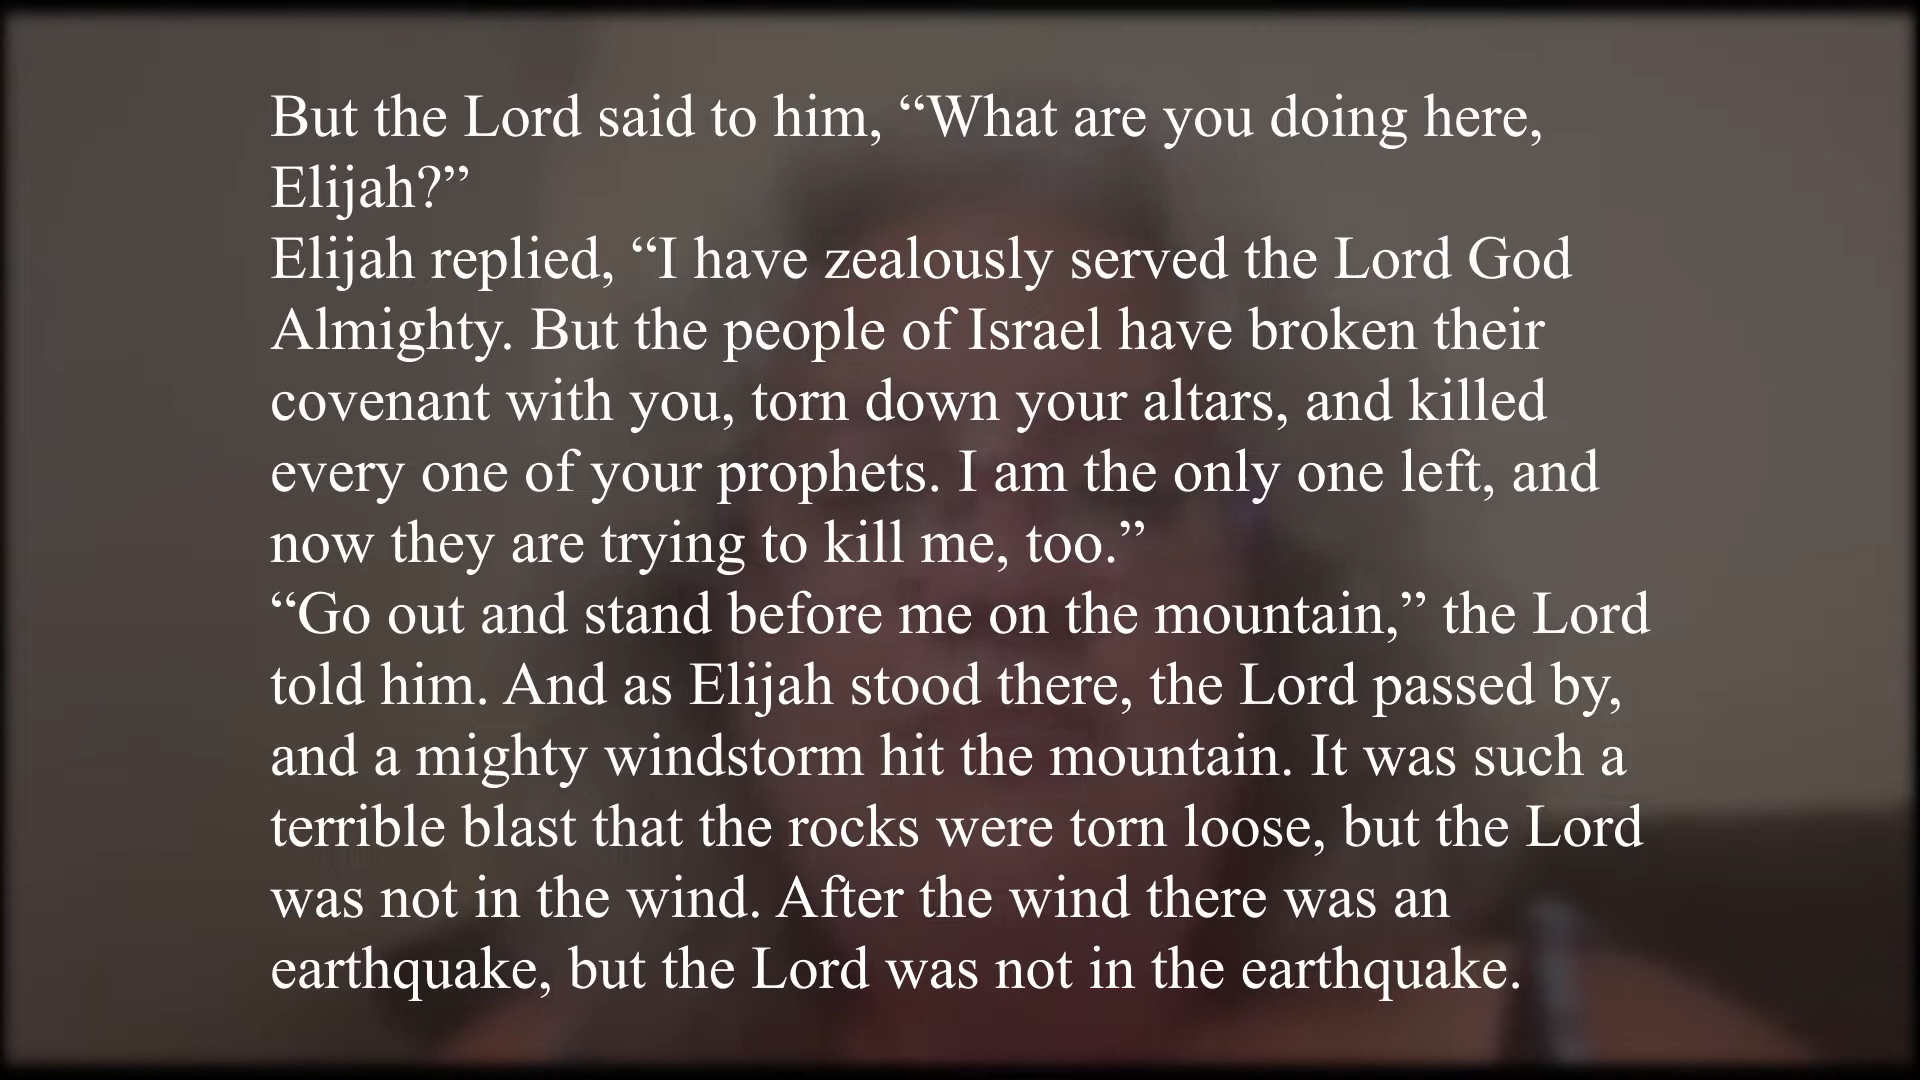 But the Lord said to him, “What are you doing here,
Elijah?”
Elijah replied, “I have zealously served the Lord God
Almighty. But the people of Israel have broken their
covenant with you, torn down your altars, and killed
every one of your prophets. I am the only one left, and
now they are trying to kill me, too.”
“Go out and stand before me on the mountain,” the Lord
told him. And as Elijah stood there, the Lord passed by,
and a mighty windstorm hit the mountain. It was such a
terrible blast that the rocks were torn loose, but the Lord
was not in the wind. After the wind there was an
earthquake, but the Lord was not in the earthquake.